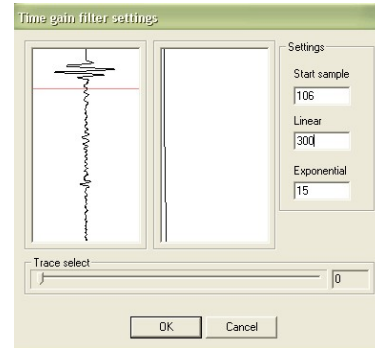 Time gain filter settings
Settings
Start sample
106
Linear
300
Exponential
15
Trace select
0
OK
Cancel